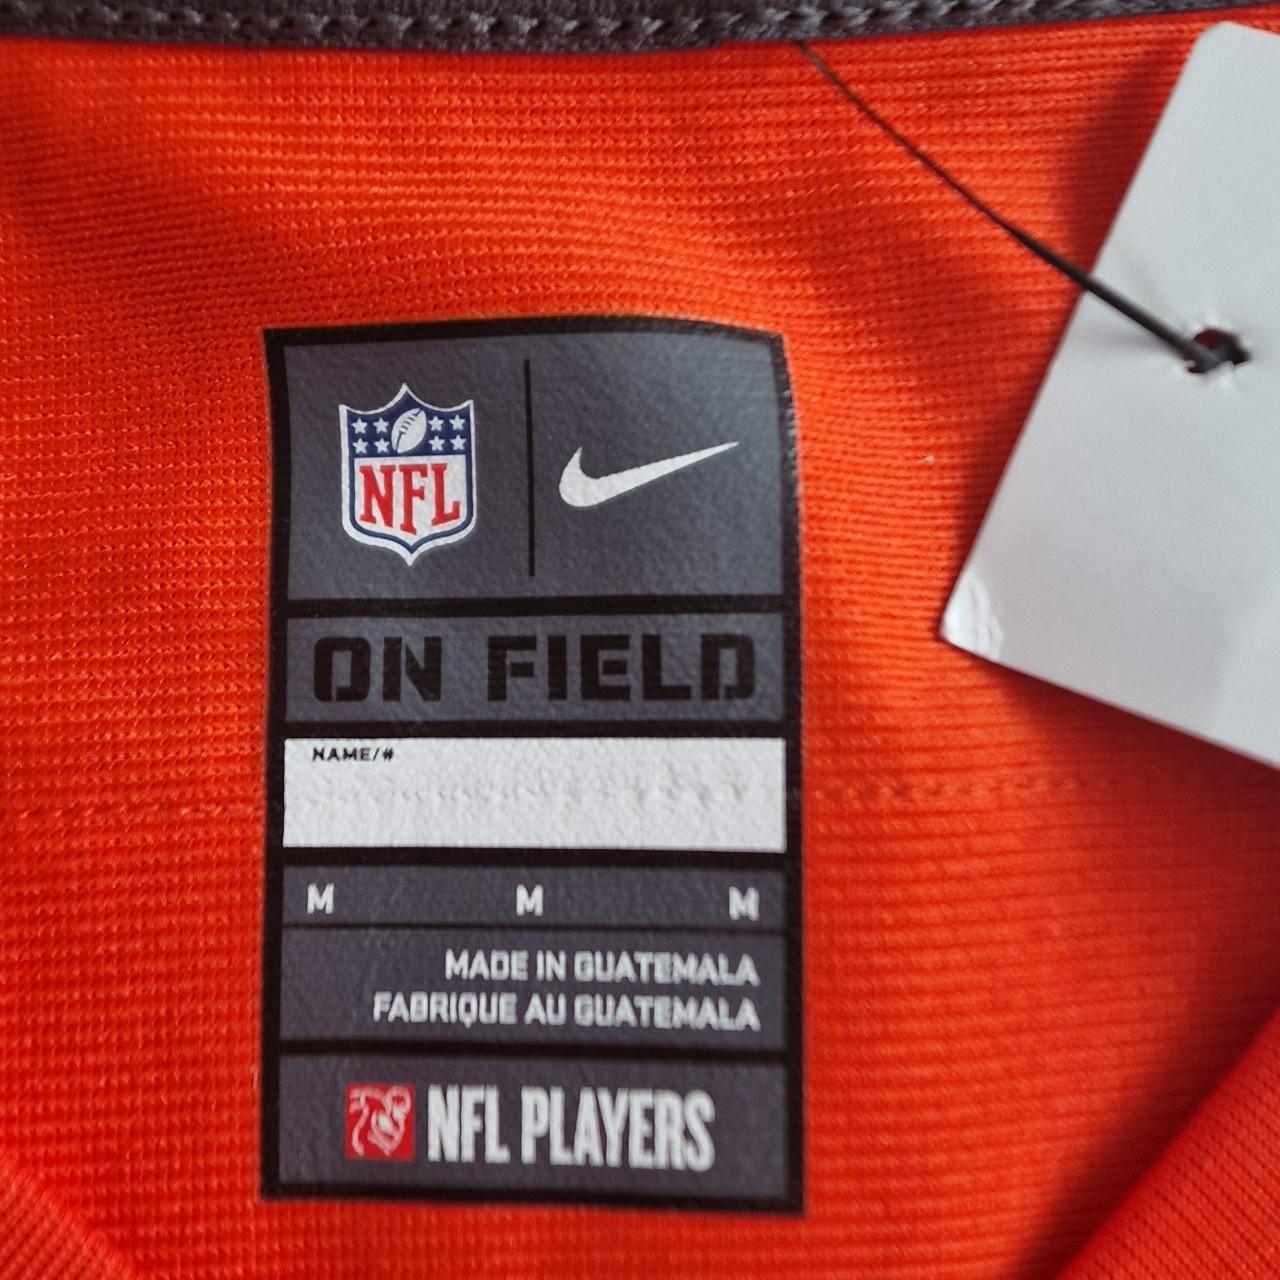 NFL
ON FIELD
NAME/#
M M M
MADE IN GUATEMALA
FABRIQUE AU GUATEMALA
NFL PLAYERS